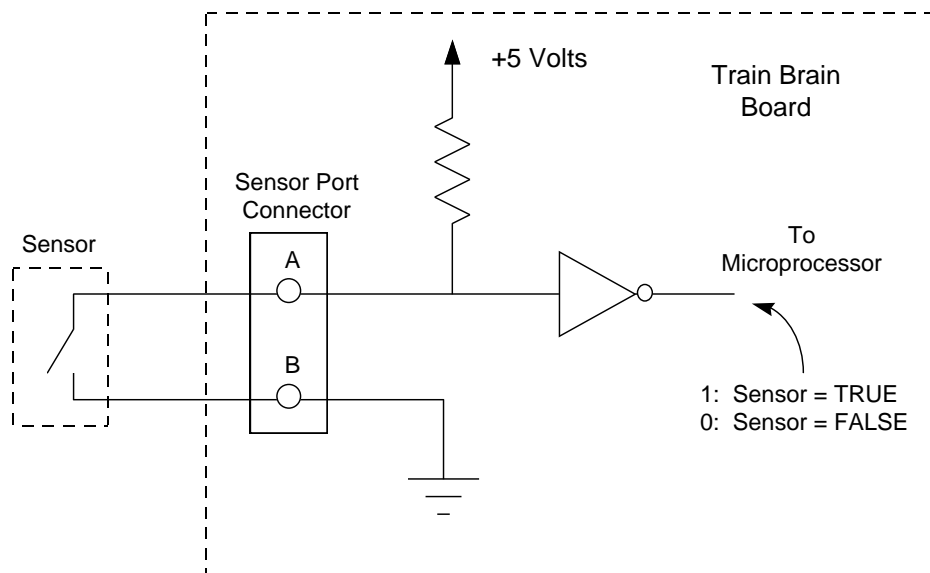 +5 Volts
Train Brain
Board
Sensor Port
Connector
Sensor
A
To
Microprocessor
B
1: Sensor = TRUE
0: Sensor = FALSE